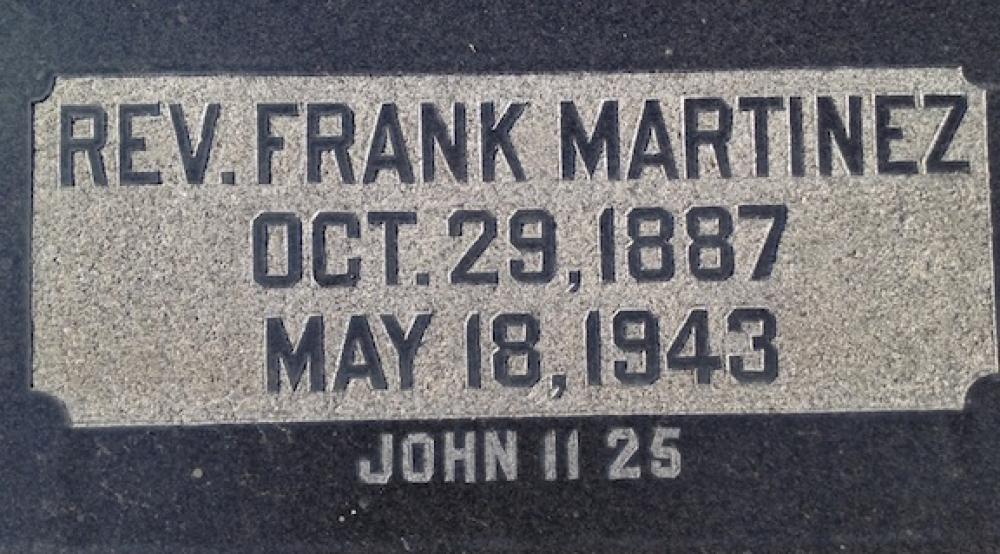 REV. FRANK MARTINEZ
OCT. 29, 1887
MAY 18, 1943
JOHN 11 25